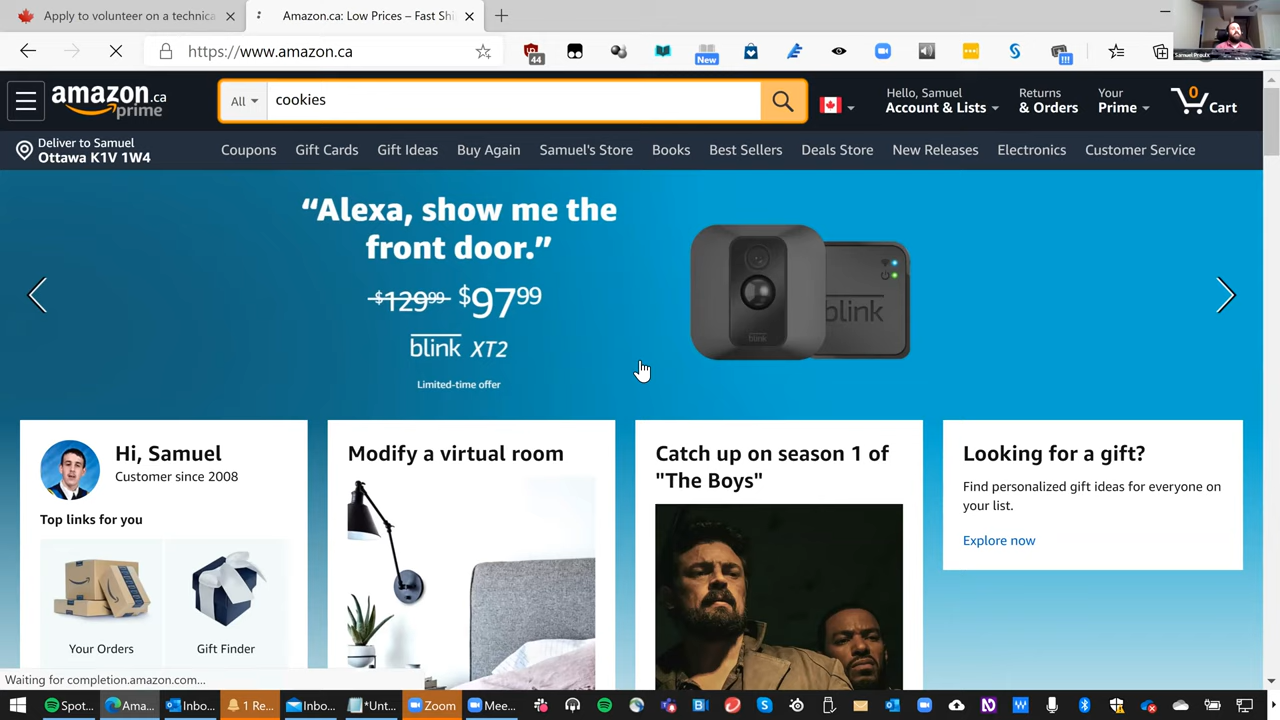 Apply to volunteer on a technica
Amazon.ca: Low Prices – Fast Shi
https://www.amazon.ca
44
New
!!!
Samuel Proulx
amazon.ca
prime
All
cookies
Hello, Samuel
Account & Lists
Returns
& Orders
Your
Prime
0
Cart
Deliver to Samuel
Ottawa K1V 1W4
Coupons
Gift Cards
Gift Ideas
Buy Again
Samuel's Store
Books
Best Sellers
Deals Store
New Releases
Electronics
Customer Service
“Alexa, show me the
front door.”
$129⁹⁹ $97⁹⁹
blink XT2
Limited-time offer
blink
Hi, Samuel
Customer since 2008
Top links for you
Your Orders
Gift Finder
Modify a virtual room
Catch up on season 1 of
"The Boys"
Looking for a gift?
Find personalized gift ideas for everyone on
your list.
Explore now
Waiting for completion.amazon.com...
Spot...
Ama...
Inbo...
1 Re...
Inbo...
*Unt...
Zoom
Mee...